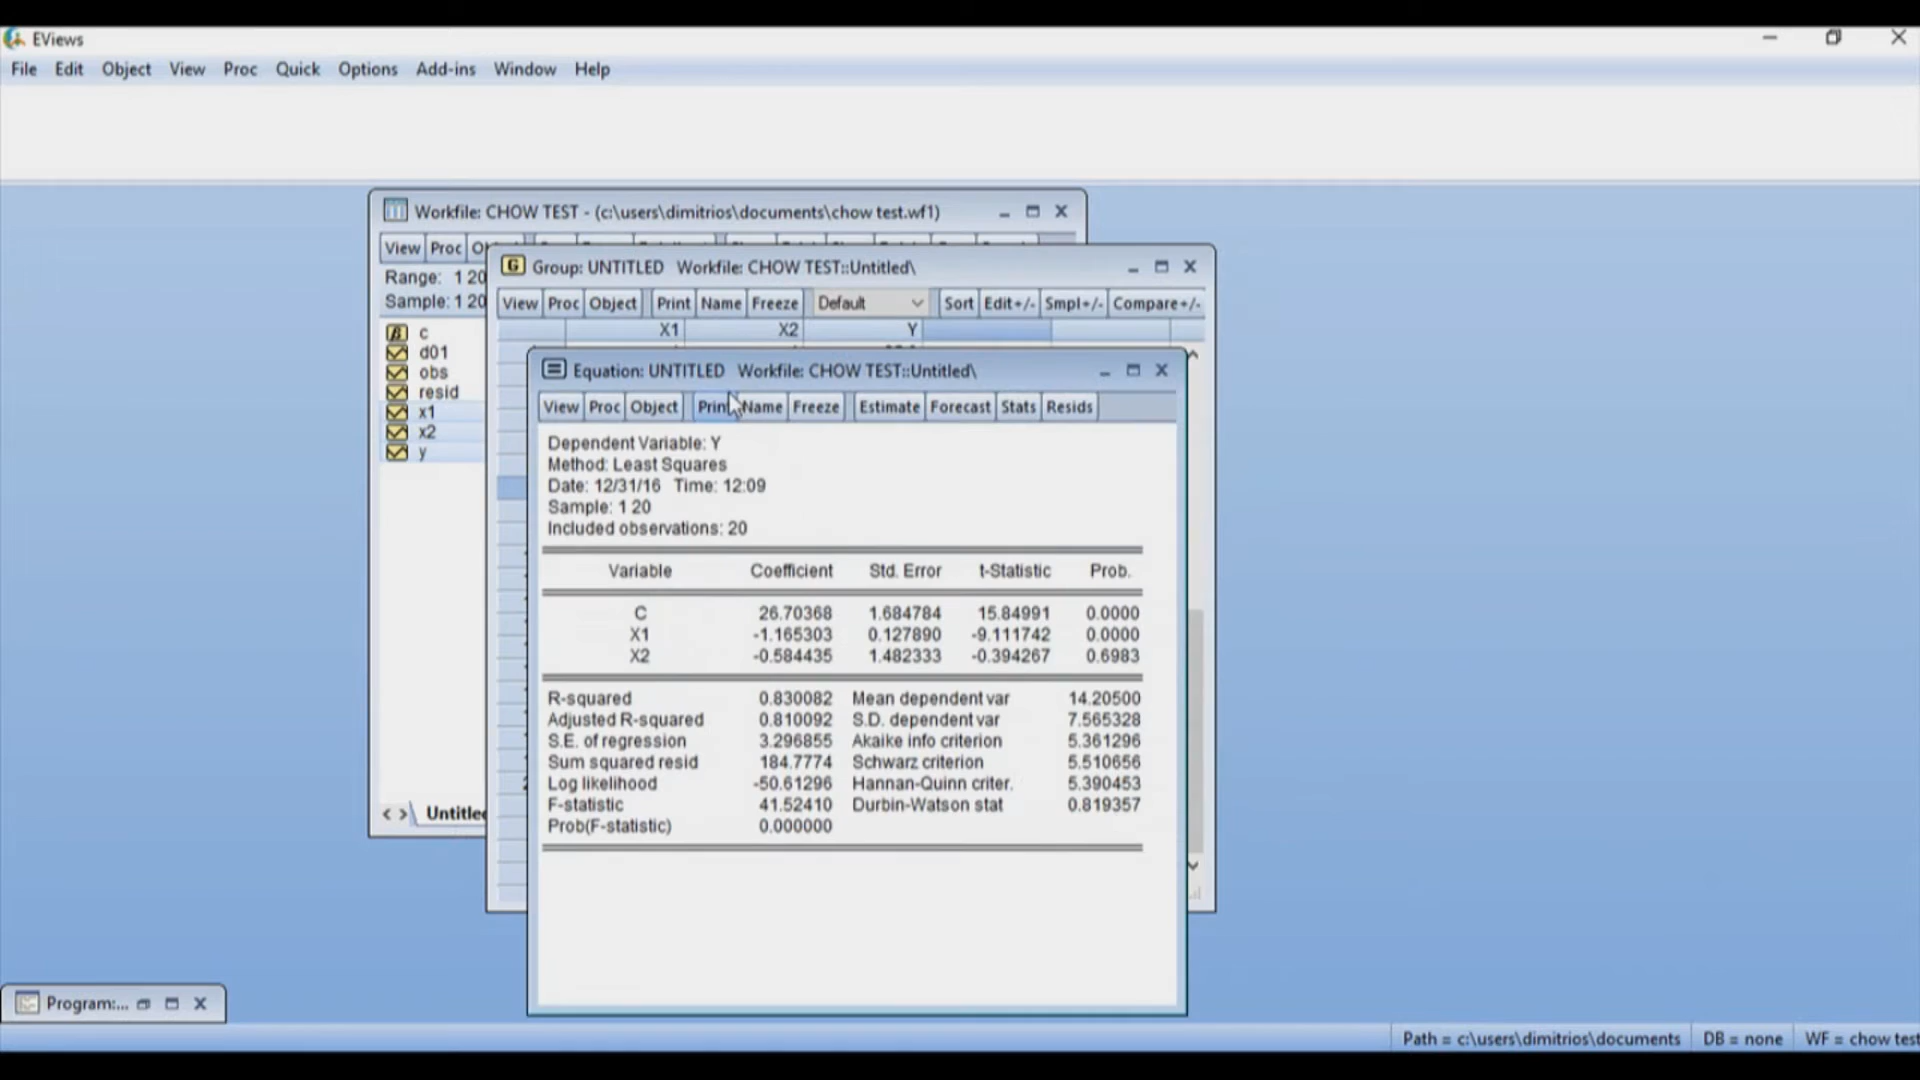 EViews
File Edit Object View Proc Quick Options Add-ins Window Help
Workfile: CHOW TEST - (c:\users\dimitrios\documents\chow test.wf1)
View Proc
Range: 1 20
Sample: 1 20
c
d01
obs
resid
x1
x2
y
Group: UNTITLED Workfile: CHOW TEST::Untitled\
View Proc Object Print Name Freeze Default Sort Edit+/- Smpl+/- Compare+/-
X1 X2 Y
Equation: UNTITLED Workfile: CHOW TEST::Untitled\
View Proc Object Print Name Freeze Estimate Forecast Stats Resids
Dependent Variable: Y
Method: Least Squares
Date: 12/31/16 Time: 12:09
Sample: 1 20
Included observations: 20
Variable Coefficient Std. Error t-Statistic Prob.
C 26.70368 1.684784 15.84991 0.0000
X1 -1.165303 0.127890 -9.111742 0.0000
X2 -0.584435 1.482333 -0.394267 0.6983
R-squared 0.830082 Mean dependent var 14.20500
Adjusted R-squared 0.810092 S.D. dependent var 7.565328
S.E. of regression 3.296855 Akaike info criterion 5.361296
Sum squared resid 184.7774 Schwarz criterion 5.510656
Log likelihood -50.61296 Hannan-Quinn criter. 5.390453
F-statistic 41.52410 Durbin-Watson stat 0.819357
Prob(F-statistic) 0.000000
Program:...
Path = c:\users\dimitrios\documents DB = none WF = chow test